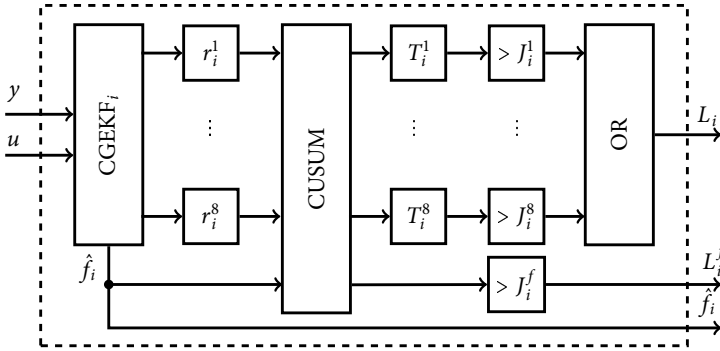 r_i^1 T_i^1 > J_i^1
y
u
CGEKF_i
⋮ CUSUM ⋮ ⋮ OR L_i
r_i^8 T_i^8 > J_i^8
f̂_i > J_i^f L_i^f
f̂_i